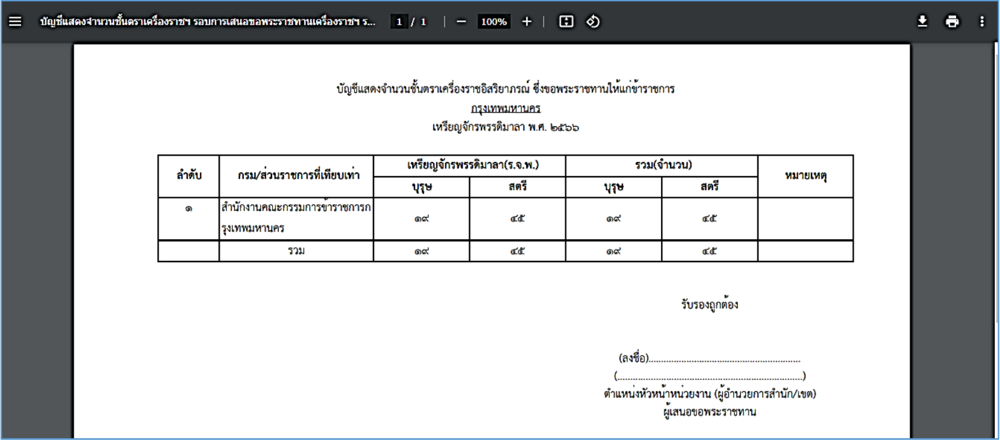 บัญชีแสดงจำนวนชั้นตราเครื่องราชฯ รอบการเสนอขอพระราชทานเครื่องราชฯ ร... 1 / 1 | − 100% + |
บัญชีแสดงจำนวนชั้นตราเครื่องราชอิสริยาภรณ์ ซึ่งขอพระราชทานให้แก่ข้าราชการ
กรุงเทพมหานคร
เหรียญจักรพรรดิมาลา พ.ศ. ๒๕๖๖
ลำดับ กรม/ส่วนราชการที่เทียบเท่า เหรียญจักรพรรดิมาลา(ร.จ.พ.) รวม(จำนวน) หมายเหตุ
บุรุษ สตรี บุรุษ สตรี
๑ สำนักงานคณะกรรมการข้าราชการก
รุงเทพมหานคร ๑๙ ๔๕ ๑๙ ๔๕
รวม ๑๙ ๔๕ ๑๙ ๔๕
รับรองถูกต้อง
(ลงชื่อ)............................................................
(..........................................................................)
ตำแหน่งหัวหน้าหน่วยงาน (ผู้อำนวยการสำนัก/เขต)
ผู้เสนอขอพระราชทาน